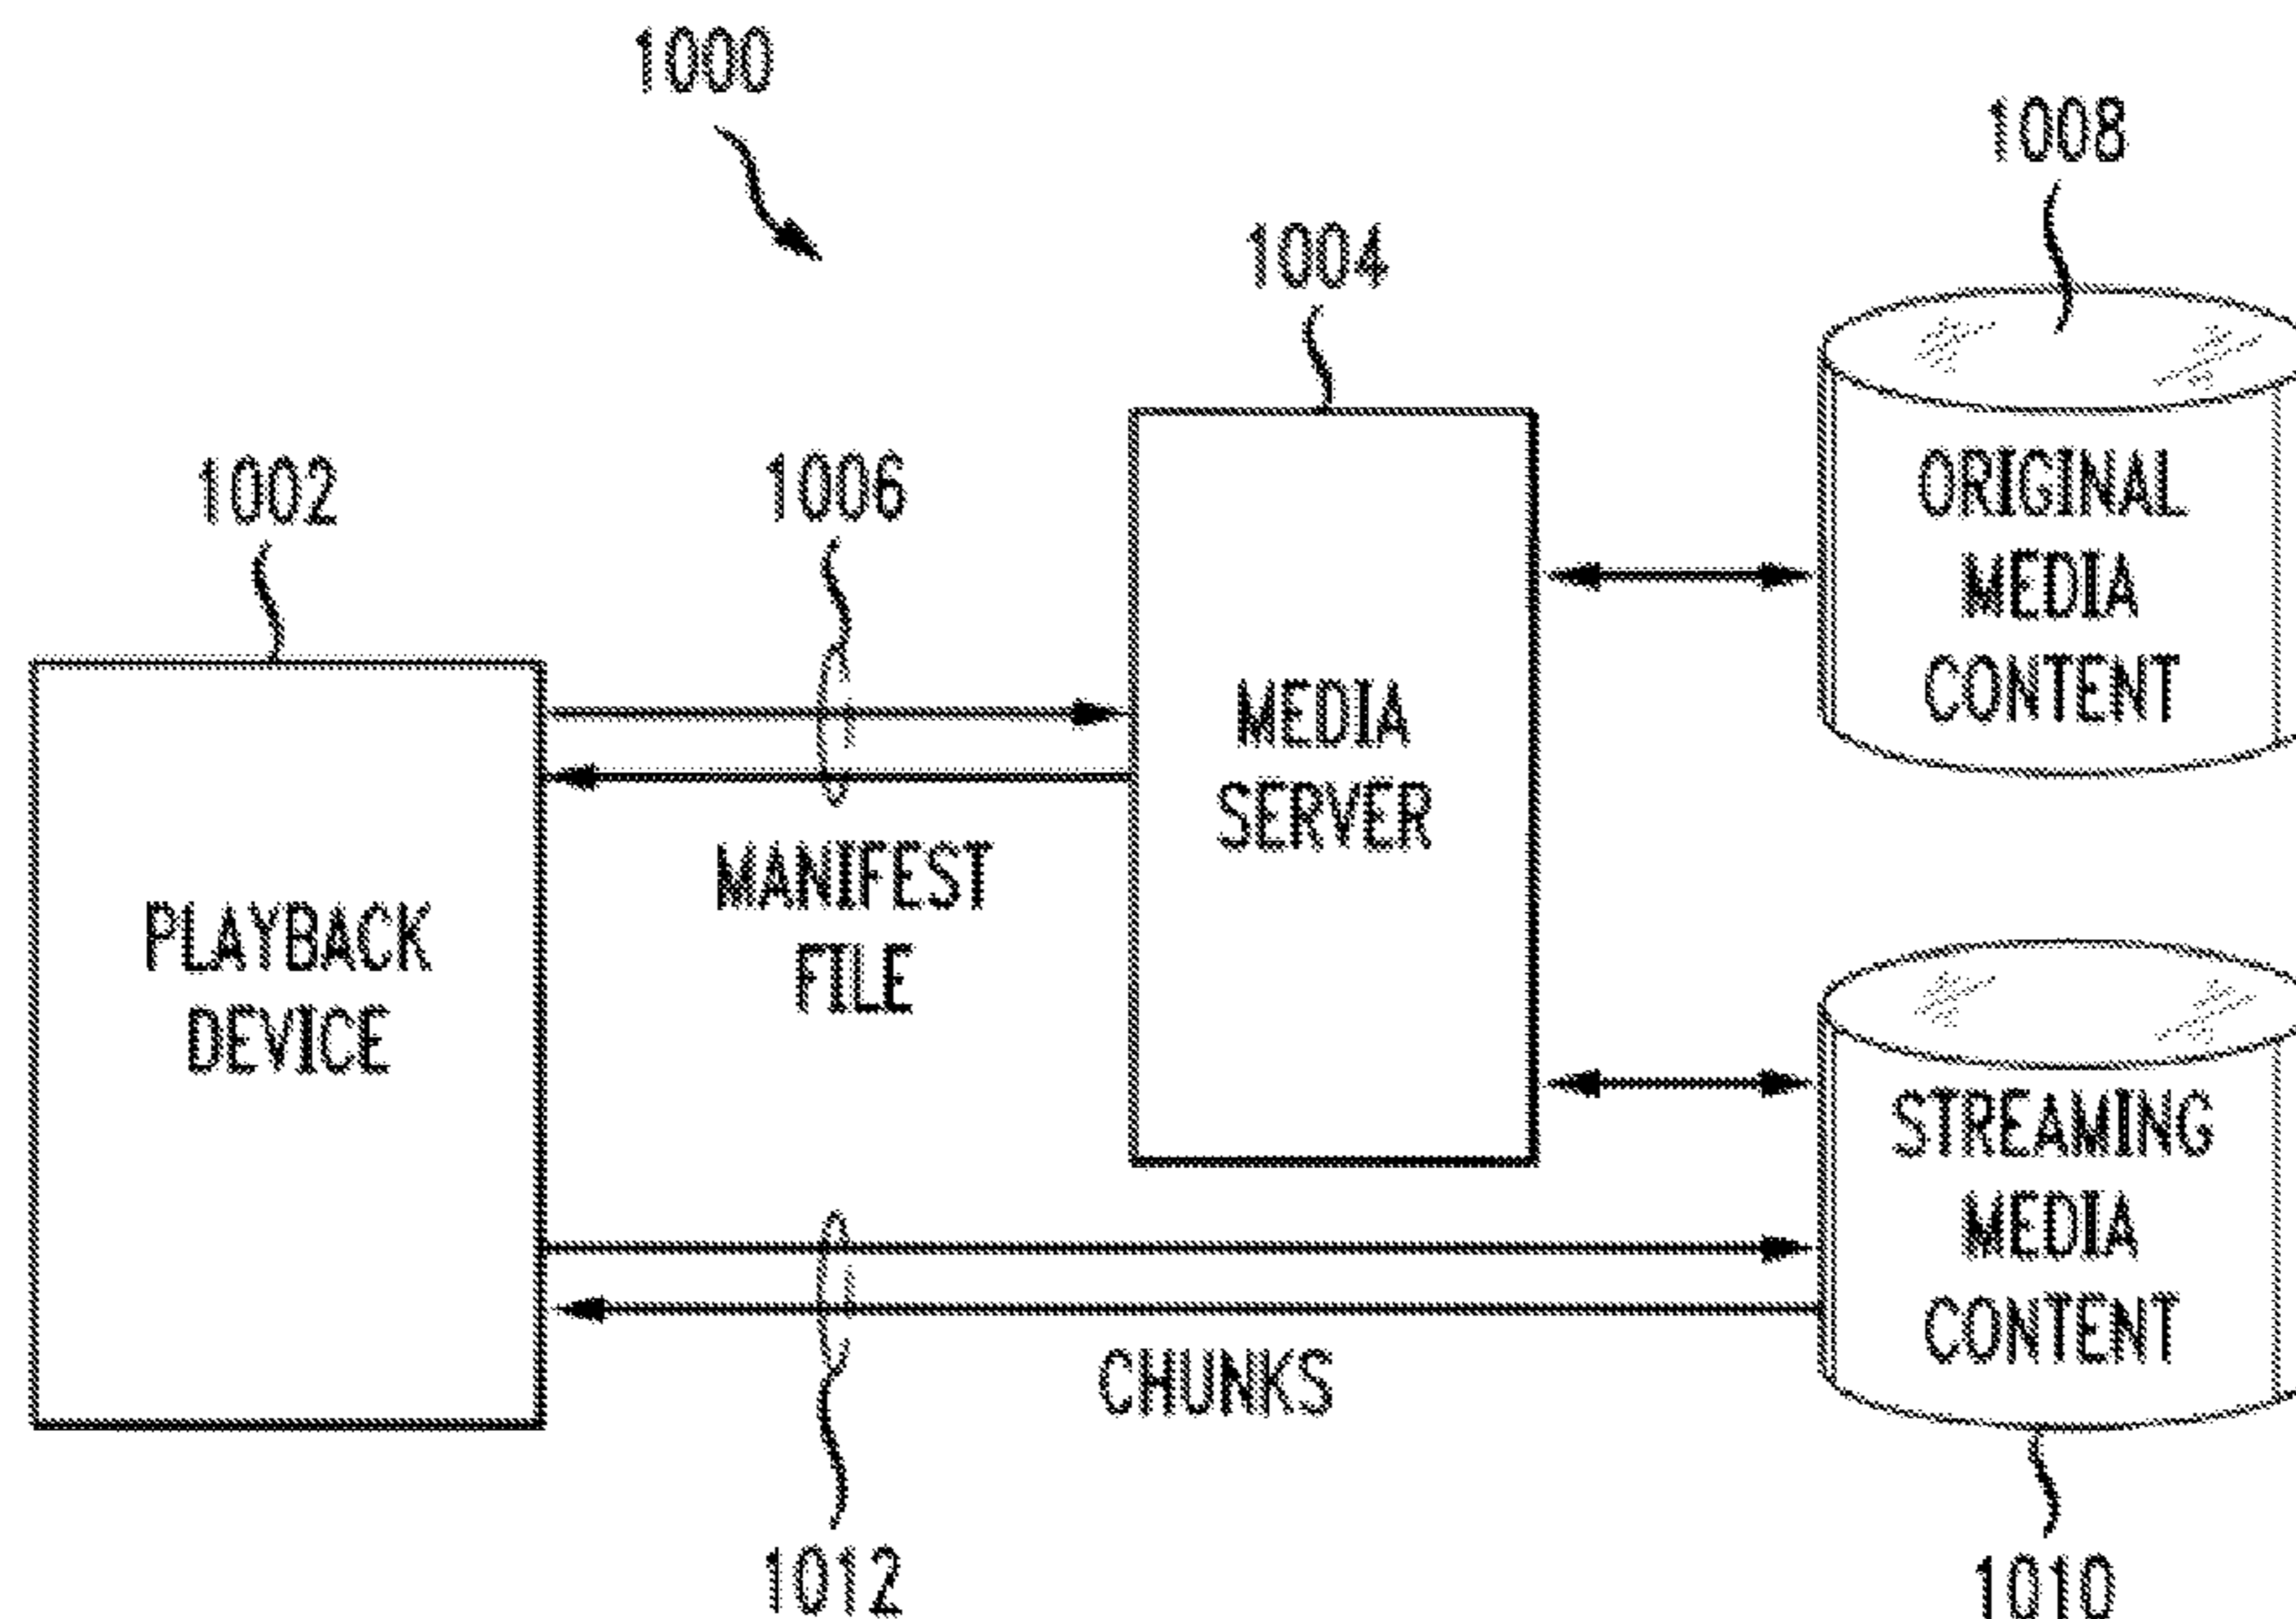 1000
1008
1004
1002
1006
ORIGINAL
MEDIA
CONTENT
MEDIA
SERVER
MANIFEST
FILE
PLAYBACK
DEVICE
STREAMING
MEDIA
CONTENT
CHUNKS
1012
1010